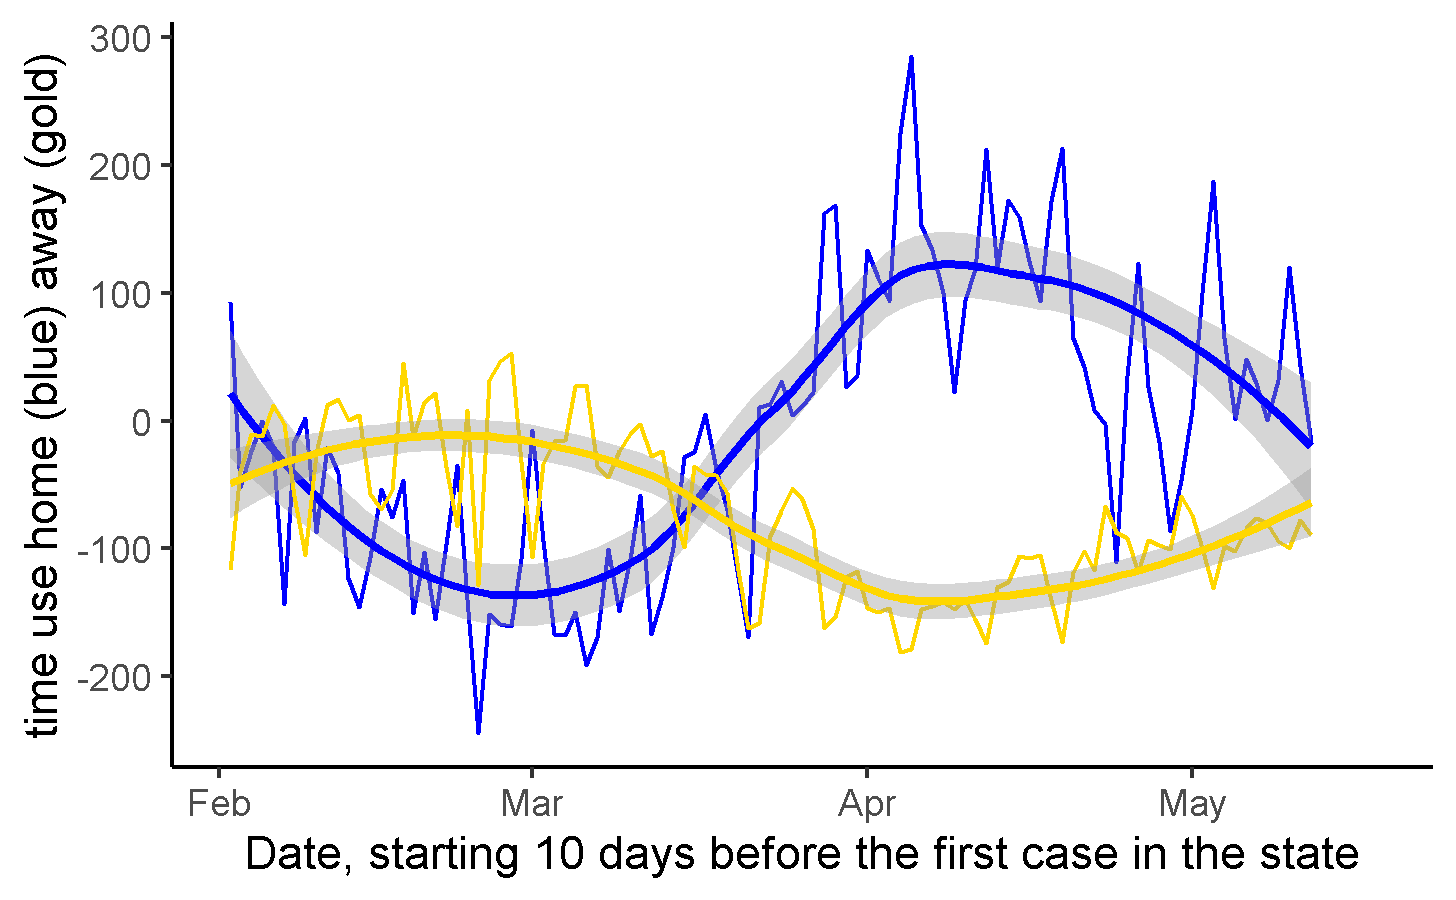 time use home (blue) away (gold)
300
200
100
0
-100
-200
Feb
Mar
Apr
May
Date, starting 10 days before the first case in the state